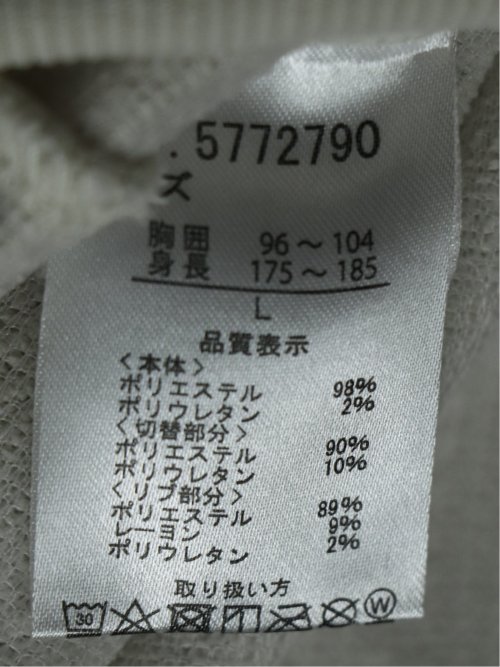 . 5772790
ズ
胸囲 96～104
身長 175～185
L
品質表示
＜本体＞
ポリエステル 98%
ポリウレタン 2%
＜切替部分＞
ポリエステル 90%
ポリウレタン 10%
＜リブ部分＞
ポリエステル 89%
レーヨン 9%
ポリウレタン 2%
取り扱い方
30 W